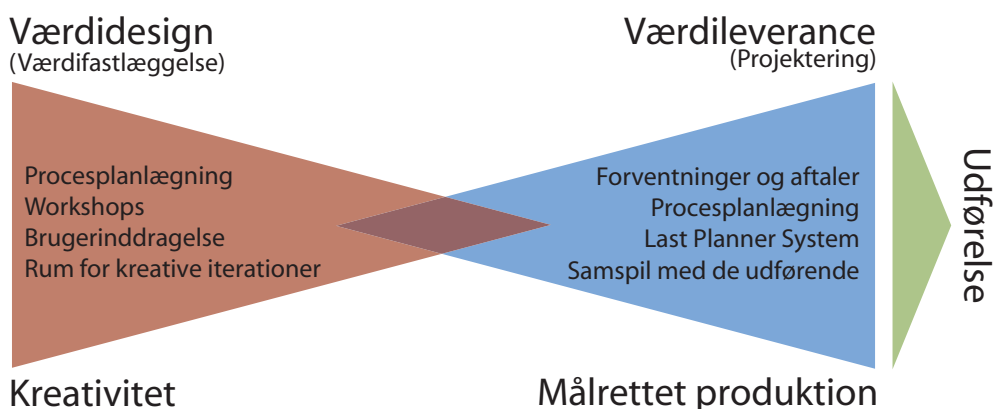 Værdidesign
(Værdifastlæggelse)
Procesplanlægning
Workshops
Brugerinddragelse
Rum for kreative iterationer
Kreativitet
Værdileverance
(Projektering)
Forventninger og aftaler
Procesplanlægning
Last Planner System
Samspil med de udførende
Målrettet produktion
Udførelse